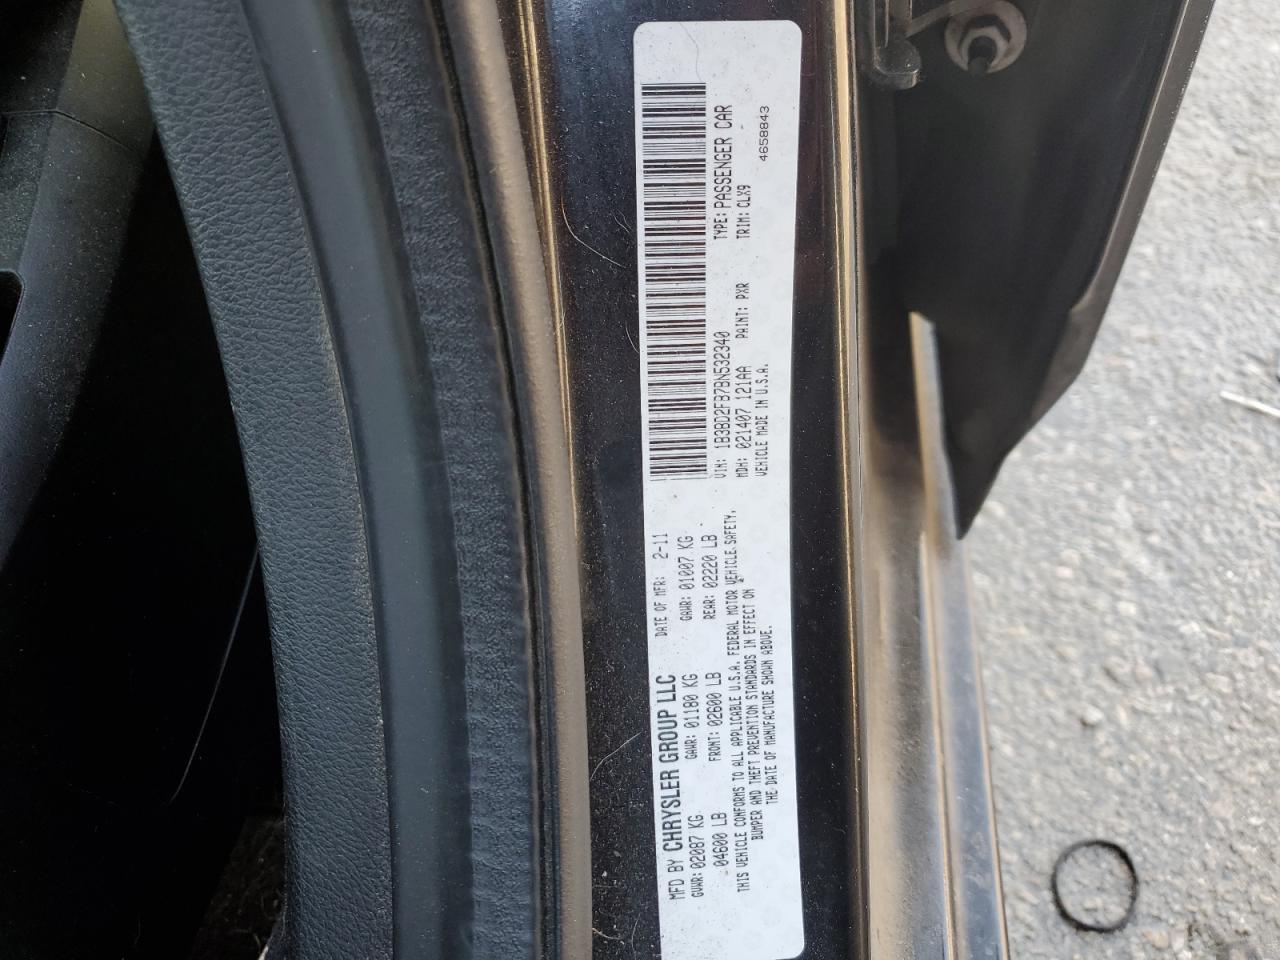 MFD BY CHRYSLER GROUP LLC DATE OF MFR: 2-11
GVWR: 02087 KG GAWR: 01180 KG GAWR: 01007 KG
04600 LB FRONT: 02600 LB REAR: 02220 LB
THIS VEHICLE CONFORMS TO ALL APPLICABLE U.S.A. FEDERAL MOTOR VEHICLE SAFETY,
BUMPER AND THEFT PREVENTION STANDARDS IN EFFECT ON
THE DATE OF MANUFACTURE SHOWN ABOVE.
VIN: 1B3BD2FB7BN532340 TYPE: PASSENGER CAR
MDH: 021407 121AA PAINT: PXR TRIM: CLX9
VEHICLE MADE IN U.S.A. 4658843